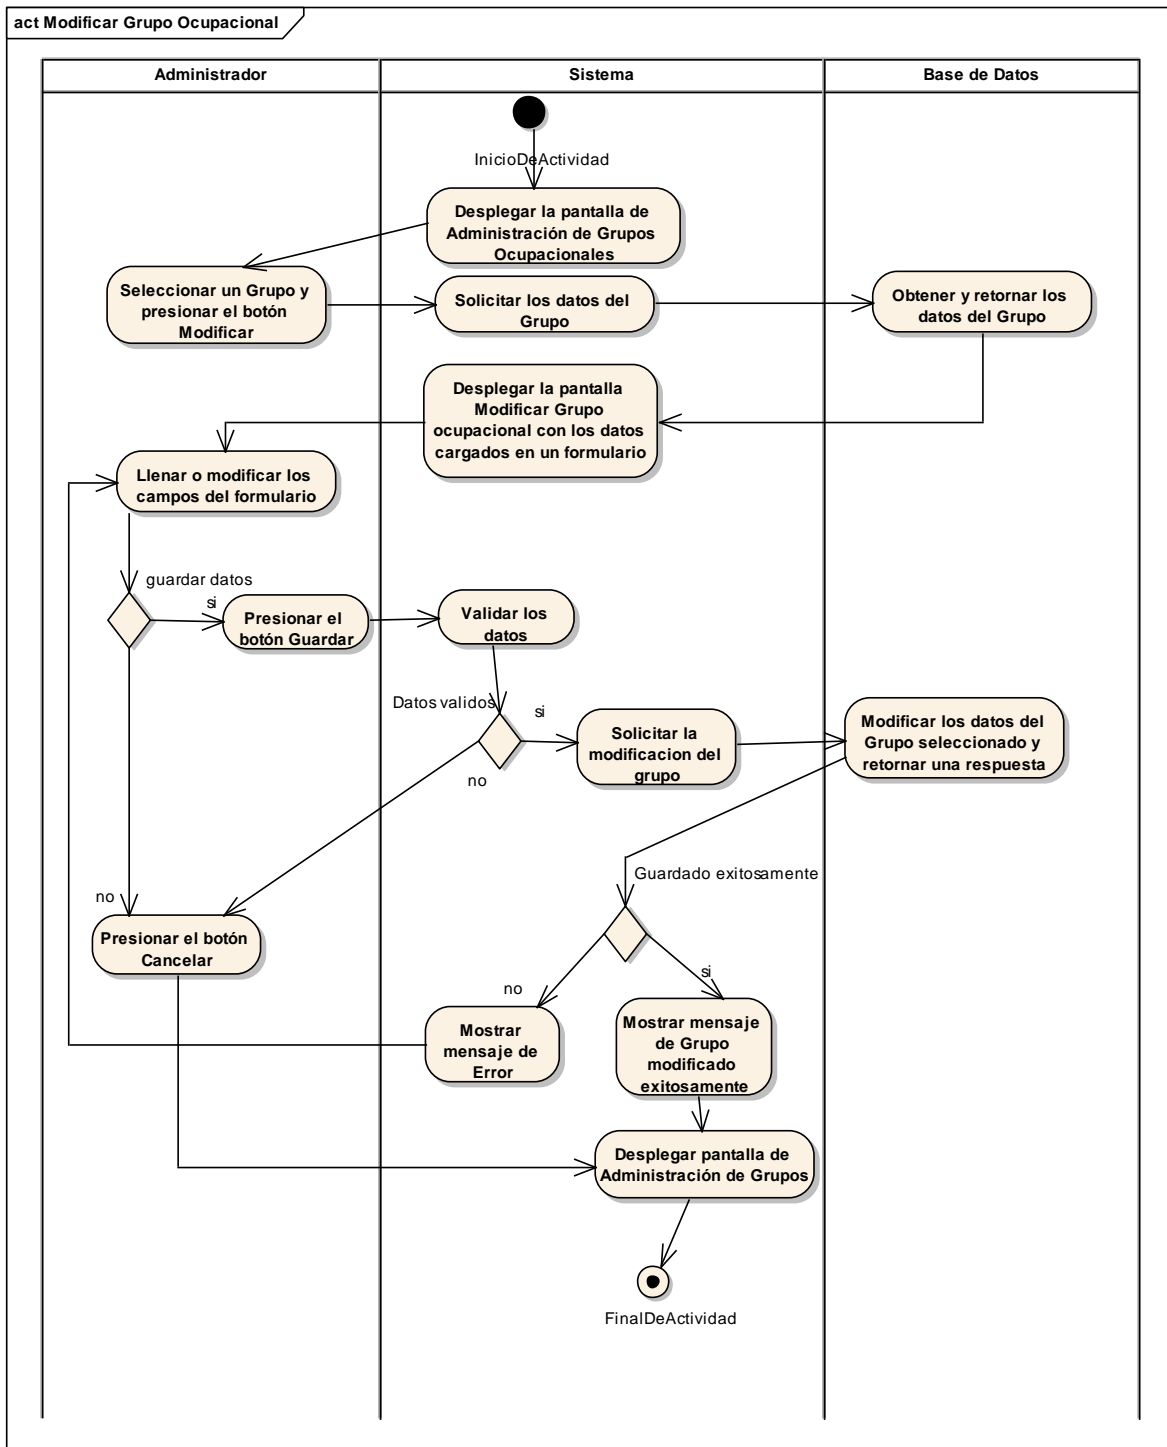 act Modificar Grupo Ocupacional
Administrador
Sistema
Base de Datos
InicioDeActividad
Desplegar la pantalla de
Administración de Grupos
Ocupacionales
Seleccionar un Grupo y
presionar el botón
Modificar
Solicitar los datos del
Grupo
Obtener y retornar los
datos del Grupo
Desplegar la pantalla
Modificar Grupo
ocupacional con los datos
cargados en un formulario
Llenar o modificar los
campos del formulario
guardar datos
si
Presionar el
botón Guardar
Validar los
datos
Datos validos
si
no
Solicitar la
modificacion del
grupo
Modificar los datos del
Grupo seleccionado y
retornar una respuesta
Guardado exitosamente
no
Presionar el botón
Cancelar
no
si
Mostrar
mensaje de
Error
Mostrar mensaje
de Grupo
modificado
exitosamente
Desplegar pantalla de
Administración de Grupos
FinalDeActividad